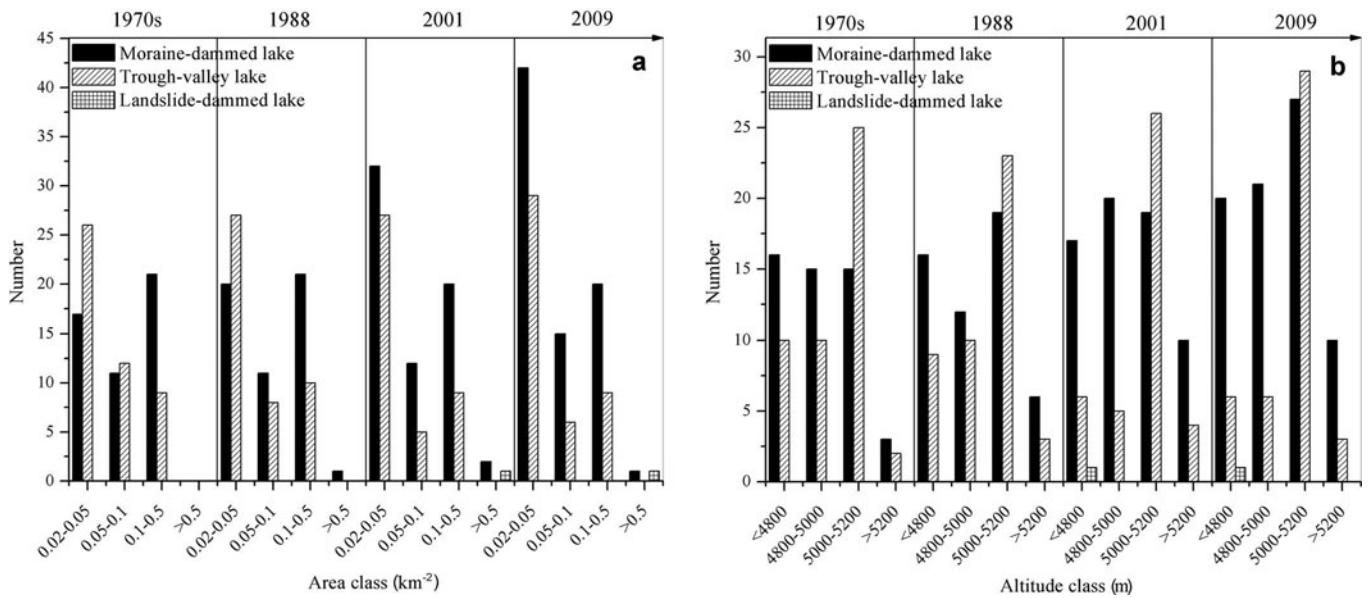 1970s 1988 2001 2009
a
Moraine-dammed lake
Trough-valley lake
Landslide-dammed lake
Number
45
40
35
30
25
20
15
10
5
0
0.02-0.05 0.05-0.1 0.1-0.5 >0.5 0.02-0.05 0.05-0.1 0.1-0.5 >0.5 0.02-0.05 0.05-0.1 0.1-0.5 >0.5 0.02-0.05 0.05-0.1 0.1-0.5 >0.5
Area class (km-2)
1970s 1988 2001 2009
b
Moraine-dammed lake
Trough-valley lake
Landslide-dammed lake
Number
30
25
20
15
10
5
0
<4800 4800-5000 5000-5200 >5200 <4800 4800-5000 5000-5200 >5200 <4800 4800-5000 5000-5200 >5200 <4800 4800-5000 5000-5200 >5200
Altitude class (m)